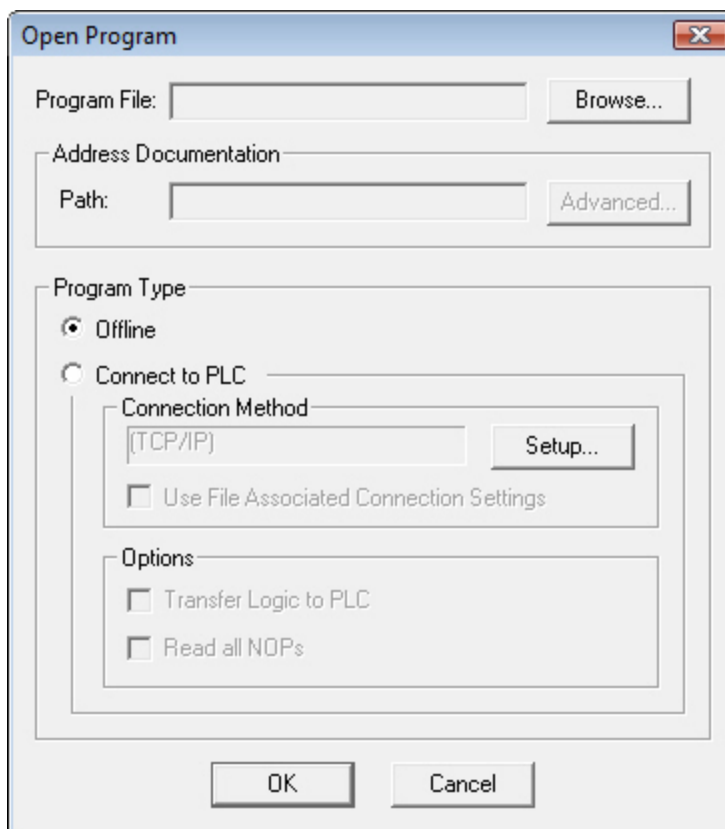 Open Program
Program File:
Browse...
Address Documentation
Path:
Advanced...
Program Type
Offline
Connect to PLC
Connection Method
(TCP/IP)
Setup...
Use File Associated Connection Settings
Options
Transfer Logic to PLC
Read all NOPs
OK
Cancel